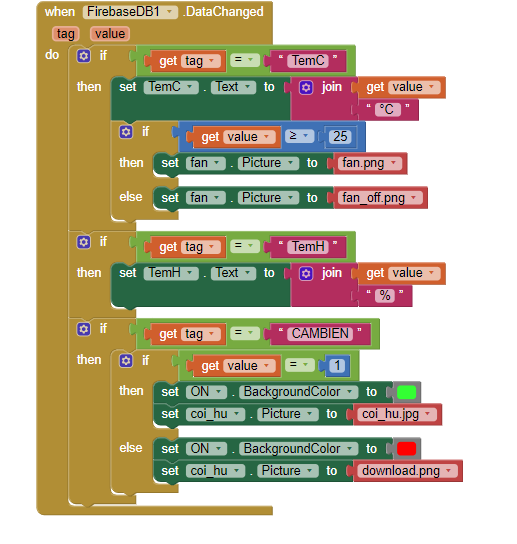 when FirebaseDB1 .DataChanged
tag value
do if get tag = " TemC "
then set TemC . Text to join get value
" °C "
if get value ≥ 25
then set fan . Picture to fan.png
else set fan . Picture to fan_off.png
if get tag = " TemH "
then set TemH . Text to join get value
" % "
if get tag = " CAMBIEN "
then if get value = 1
then set ON . BackgroundColor to
set coi_hu . Picture to coi_hu.jpg
else set ON . BackgroundColor to
set coi_hu . Picture to download.png